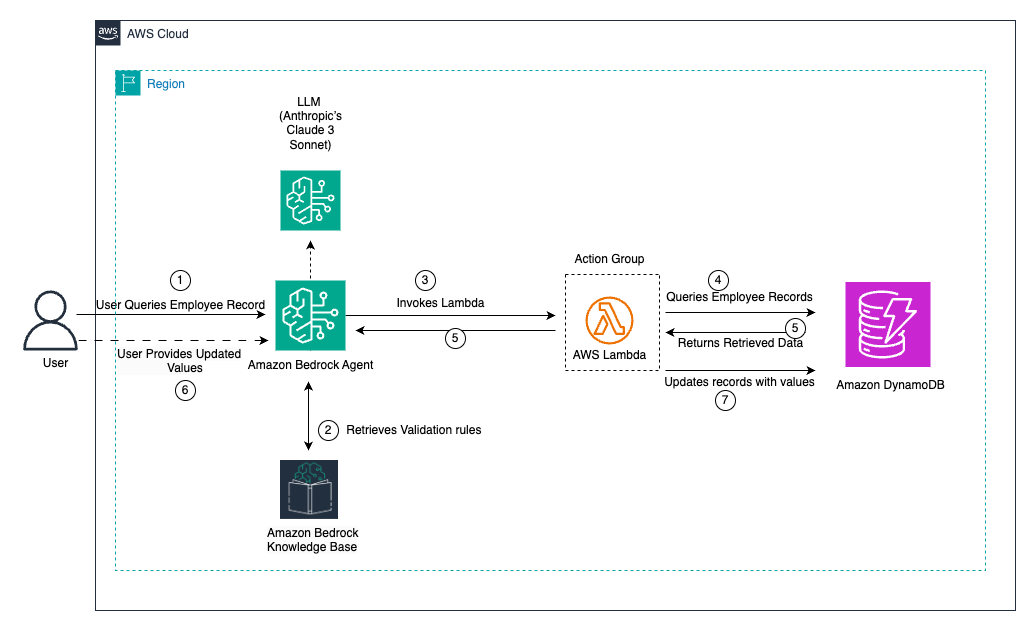 aws
AWS Cloud
Region
LLM
(Anthropic's
Claude 3
Sonnet)
1
User Queries Employee Record
User
User Provides Updated
Values
6
Amazon Bedrock Agent
3
Invokes Lambda
5
2
Retrieves Validation rules
Amazon Bedrock
Knowledge Base
Action Group
AWS Lambda
4
Queries Employee Records
5
Returns Retrieved Data
Updates records with values
7
Amazon DynamoDB